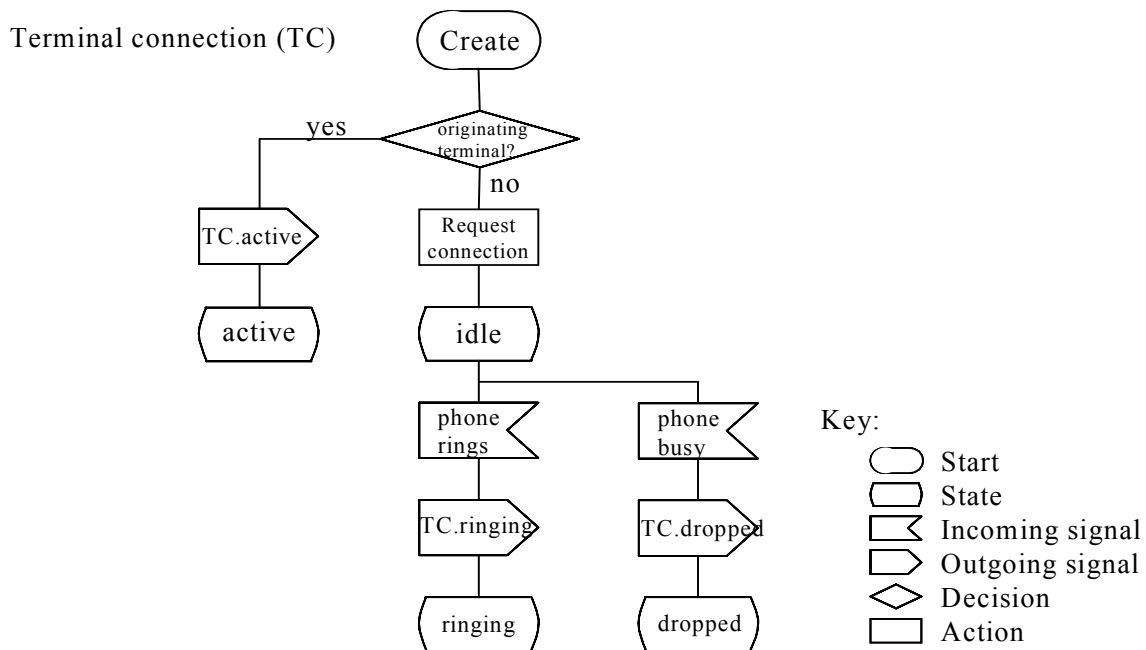 Terminal connection (TC)
Create
yes
originating
terminal?
no
TC.active
Request
connection
active
idle
phone
rings
phone
busy
TC.ringing
TC.dropped
ringing
dropped
Key:
Start
State
Incoming signal
Outgoing signal
Decision
Action